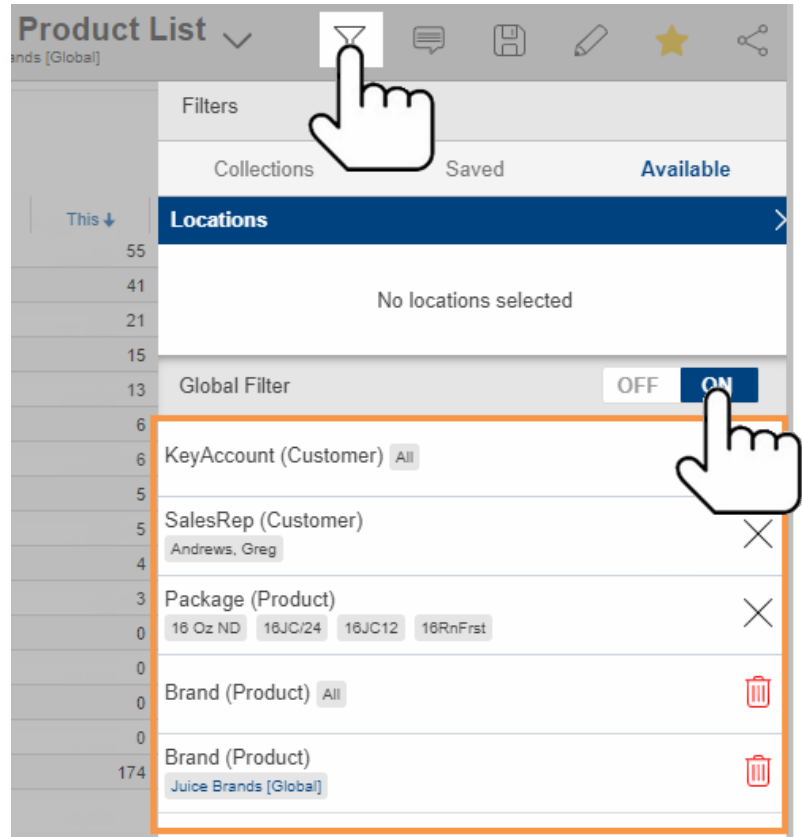 Product List
ands [Global]
Filters
Collections Saved Available
This
Locations
55
41
No locations selected
21
15
13
Global Filter OFF ON
6
6
KeyAccount (Customer) All
5
5
SalesRep (Customer)
Andrews, Greg
4
3
Package (Product)
0
16 Oz ND 16JC/24 16JC12 16RnFrst
0
0
Brand (Product) All
0
174
Brand (Product)
Juice Brands [Global]